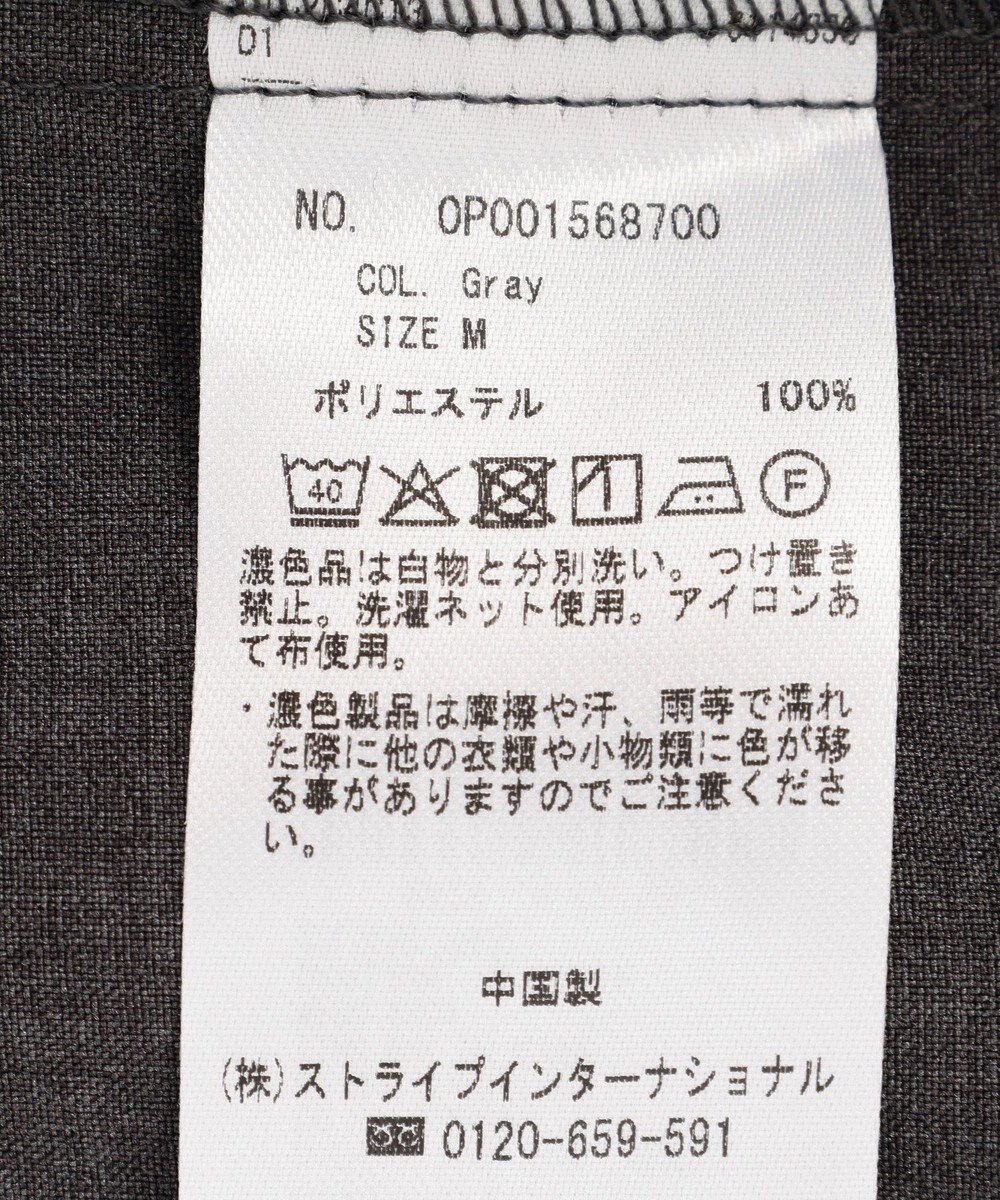 D1
NO. OP001568700
COL. Gray
SIZE M
ポリエステル 100%
40
F
濃色品は白物と分別洗い。つけ置き
禁止。洗濯ネット使用。アイロンあ
て布使用。
・濃色製品は摩擦や汗、雨等で濡れ
た際に他の衣類や小物類に色が移
る事がありますのでご注意くださ
い。
中国製
(株)ストライプインターナショナル
0120-659-591